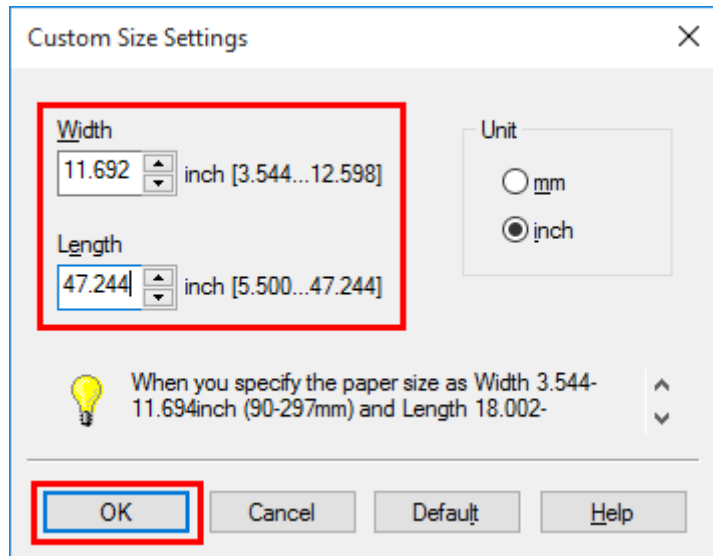 Custom Size Settings
Width
11.692 inch [3.544...12.598]
Length
47.244 inch [5.500...47.244]
Unit
mm
inch
When you specify the paper size as Width 3.544-
11.694inch (90-297mm) and Length 18.002-
OK Cancel Default Help